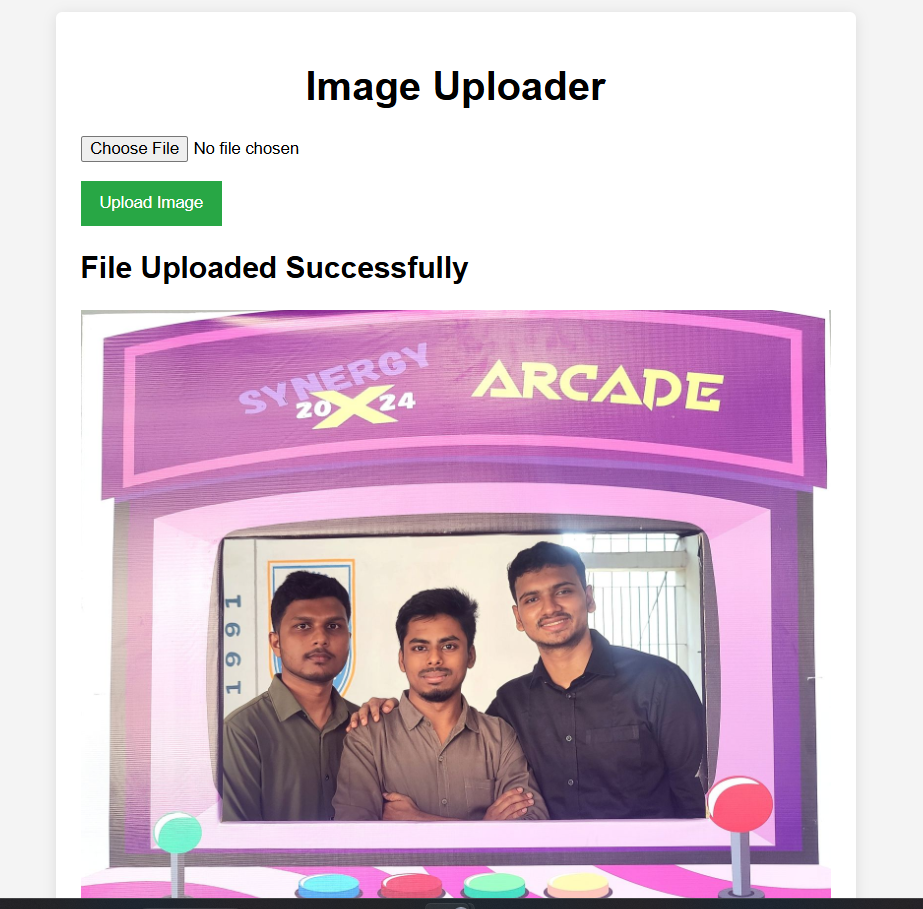 Image Uploader
Choose File No file chosen
Upload Image
File Uploaded Successfully
SYNERGY
20X24
ARCADE
1991